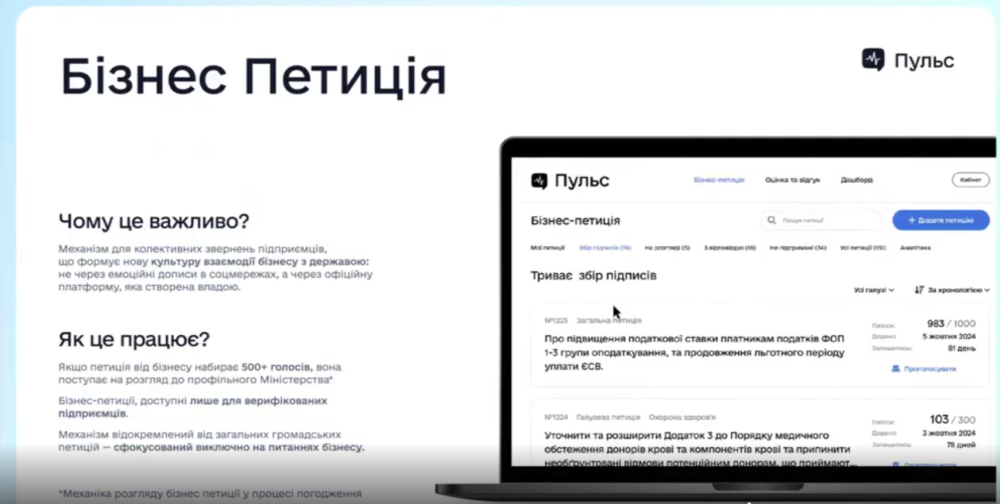 Бізнес Петиція
Пульс
Чому це важливо?
Механізм для колективних звернень підприємців,
що формує нову культуру взаємодії бізнесу з державою:
не через емоційні дописи в соцмережах, а через офіційну
платформу, яка створена владою.
Як це працює?
Якщо петиція від бізнесу набирає 500+ голосів, вона
поступає на розгляд до профільного Міністерства*
Бізнес-петиції, доступні лише для верифікованих
підприємців.
Механізм відокремлений від загальних громадських
петицій — сфокусований виключно на питаннях бізнесу.
*Механіка розгляду бізнес петиції у процесі погодження
Пульс
Бізнес-петиція Оцінка та відгук Дашборд Кабінет
Бізнес-петиція
Пошук петиції
+ Додати петицію
Мої петиції Збір підписів (74) На розгляді (5) З відповіддю (18) Не підтримані (34) Усі петиції (151) Аналітика
Триває збір підписів
Усі галузі За хронологією
№1225 Загальна петиція
Про підвищення податкової ставки платникам податків ФОП
1-3 групи оподаткування, та продовження льготного періоду
уплати ЄСВ.
Голоси: 983 / 1000
Додано: 5 жовтня 2024
Залишилось: 81 день
Проголосувати
№1224 Галузева петиція Охорона здоров'я
Уточнити та розширити Додаток 3 до Порядку медичного
обстеження донорів крові та компонентів крові та припинити
необґрунтовані відмови потенційним донорам, що приймають...
Голоси: 103 / 300
Додано: 3 жовтня 2024
Залишилось: 78 дней
Проголосувати